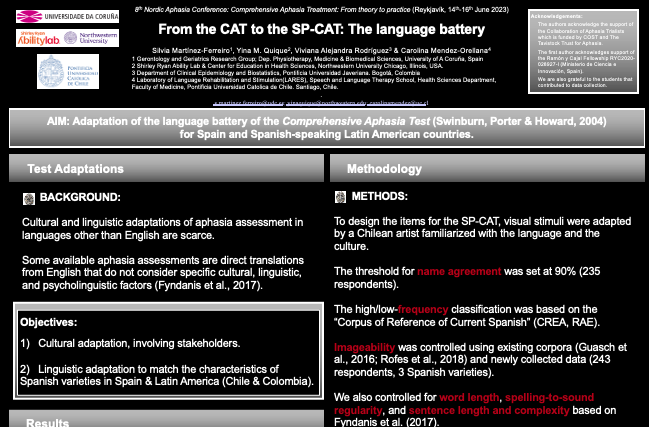 8th Nordic Aphasia Conference: Comprehensive Aphasia Treatment: From theory to practice (Reykjavík, 14th-16th June 2023)
UNIVERSIDADE DA CORUÑA
Shirley Ryan
Abilitylab
Northwestern
University
PONTIFICIA
UNIVERSIDAD
CATÓLICA
DE CHILE
From the CAT to the SP-CAT: The language battery
Silvia Martínez-Ferreiro1, Yina M. Quique2, Viviana Alejandra Rodríguez3 & Carolina Mendez-Orellana4
1 Gerontology and Geriatrics Research Group; Dep. Physiotherapy, Medicine & Biomedical Sciences, University of A Coruña, Spain
2 Shirley Ryan Ability Lab & Center for Education in Health Sciences, Northwestern University Chicago, Illinois, USA.
3 Department of Clinical Epidemiology and Biostatistics, Pontificia Universidad Javeriana. Bogotá, Colombia
4 Laboratory of Language Rehabilitation and Stimulation(LARES), Speech and Language Therapy School, Health Sciences Department,
Faculty of Medicine, Pontificia Universidad Catolica de Chile. Santiago, Chile.
Acknowledgements:
The authors acknowledge the support of
the Collaboration of Aphasia Trialists
which is funded by COST and The
Tavistock Trust for Aphasia.
The first author acknowledges support of
the Ramón y Cajal Fellowship RYC2020-
028927-I (Ministerio de Ciencia e
Innovación, Spain).
We are also grateful to the students that
contributed to data collection.
AIM: Adaptation of the language battery of the Comprehensive Aphasia Test (Swinburn, Porter & Howard, 2004)
for Spain and Spanish-speaking Latin American countries.
Test Adaptations
BACKGROUND:
Cultural and linguistic adaptations of aphasia assessment in
languages other than English are scarce.
Some available aphasia assessments are direct translations
from English that do not consider specific cultural, linguistic,
and psycholinguistic factors (Fyndanis et al., 2017).
Objectives:
1) Cultural adaptation, involving stakeholders.
2) Linguistic adaptation to match the characteristics of
Spanish varieties in Spain & Latin America (Chile & Colombia).
Results
Methodology
METHODS:
To design the items for the SP-CAT, visual stimuli were adapted
by a Chilean artist familiarized with the language and the
culture.
The threshold for name agreement was set at 90% (235
respondents).
The high/low-frequency classification was based on the
“Corpus of Reference of Current Spanish” (CREA, RAE).
Imageability was controlled using existing corpora (Guasch et
al., 2016; Rofes et al., 2018) and newly collected data (243
respondents, 3 Spanish varieties).
We also controlled for word length, spelling-to-sound
regularity, and sentence length and complexity based on
Fyndanis et al. (2017).